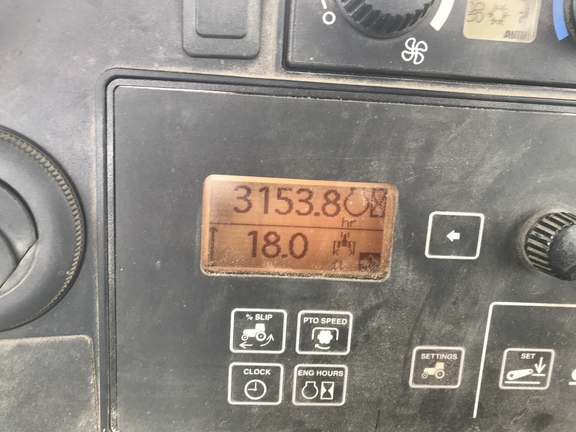 O
AUTO
3153.8
hr
18.0
% SLIP
PTO SPEED
CLOCK
ENG HOURS
SETTINGS
SET